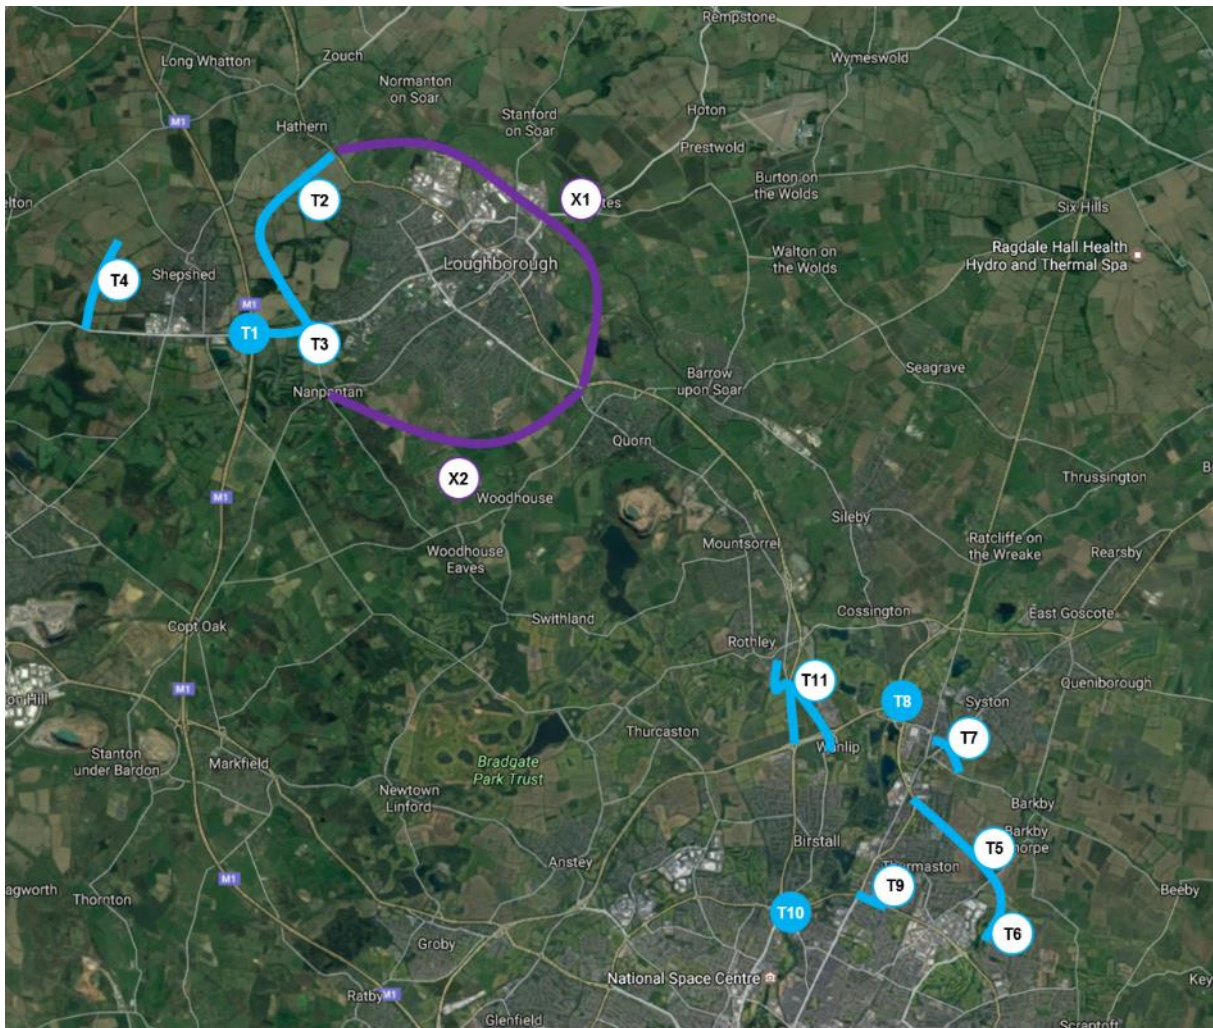 Rempstone
Long Whatton
Zouch
Wymeswold
Normanton
on Soar
Stanford
on Soar
Hoton
M1
Hathern
Prestwold
Burton on
the Wolds
T2
X1
Six Hills
Walton on
the Wolds
Ragdale Hall Health
Hydro and Thermal Spa
Loughborough
Shepshed
T4
M1
T1
T3
Seagrave
Barrow
upon Soar
Nanpantan
Quorn
X2
Woodhouse
Thrussington
M1
Sileby
Mountsorrel
Ratcliffe on
the Wreake
Rearsby
Woodhouse
Eaves
Swithland
Cossington
East Goscote
Copt Oak
Rothley
T11
M1
T8
Queniborough
Syston
Thurcaston
Wanlip
T7
Stanton
under Bardon
Markfield
Bradgate
Park Trust
Newtown
Linford
Barkby
Birstall
T5
Barkby
Anstey
M1
T9
Beeby
Thornton
T10
T6
Groby
National Space Centre
Ratby
M1
Glenfield
Scraptoft